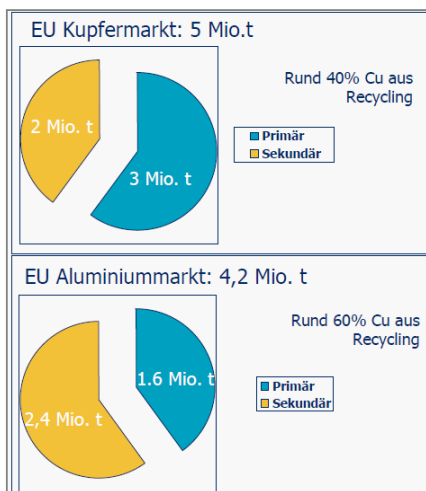 EU Kupfermarkt: 5 Mio.t
Rund 40% Cu aus
Recycling
2 Mio. t
3 Mio. t
Primär
Sekundär
EU Aluminiummarkt: 4,2 Mio. t
Rund 60% Cu aus
Recycling
1.6 Mio. t
2,4 Mio. t
Primär
Sekundär